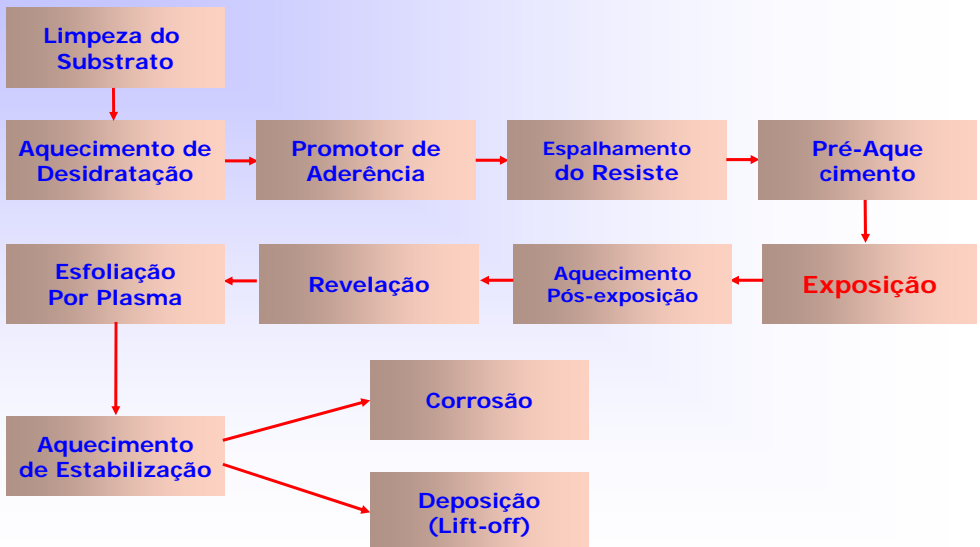 Limpeza do
Substrato
Aquecimento de
Desidratação
Promotor de
Aderência
Espalhamento
do Resiste
Pré-Aque
cimento
Esfoliação
Por Plasma
Revelação
Aquecimento
Pós-exposição
Exposição
Corrosão
Aquecimento
de Estabilização
Deposição
(Lift-off)